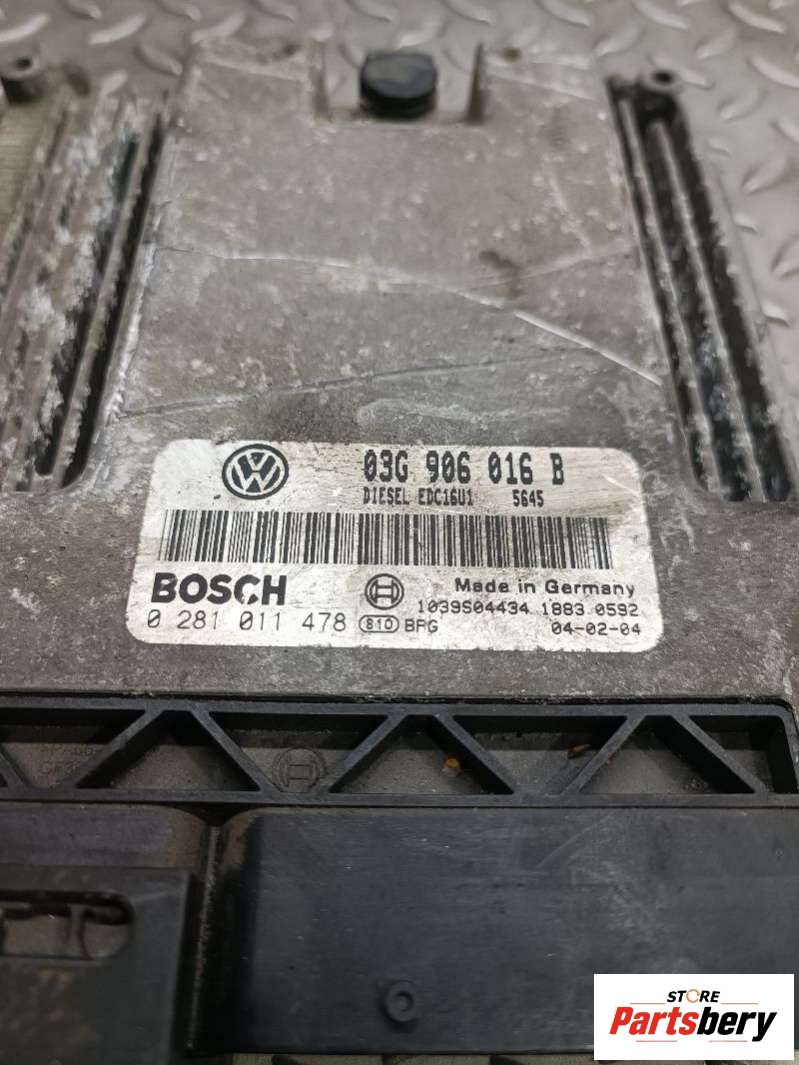 03G 906 016 B
DIESEL EDC16U1 5645
BOSCH
Made in Germany
1039S04434 1883 0592
0 281 011 478 810 BPG 04-02-04
STORE
Partsbery